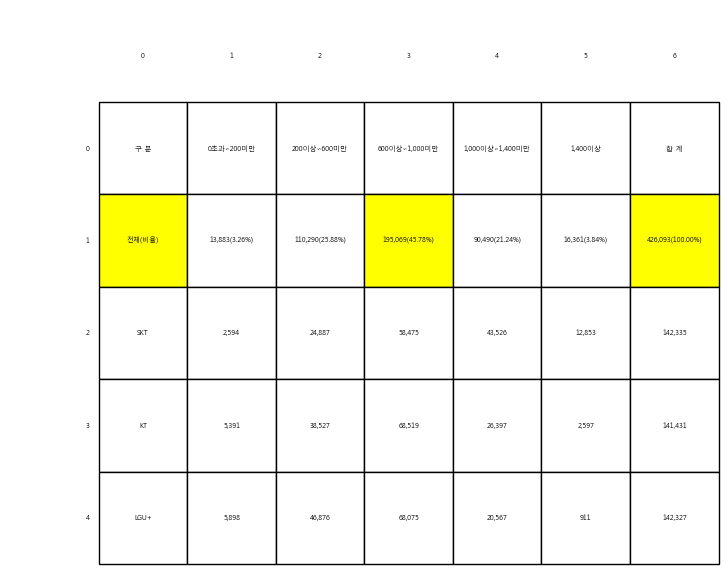 0 1 2 3 4 5 6
0 구 분 0초과~200미만 200이상~600미만 600이상~1,000미만 1,000이상~1,400미만 1,400이상 합 계
1 전체(비율) 13,883(3.26%) 110,290(25.88%) 195,069(45.78%) 90,490(21.24%) 16,361(3.84%) 426,093(100.00%)
2 SKT 2,594 24,887 58,475 43,526 12,853 142,335
3 KT 5,391 38,527 68,519 26,397 2,597 141,431
4 LGU+ 5,898 46,876 68,075 20,567 911 142,327